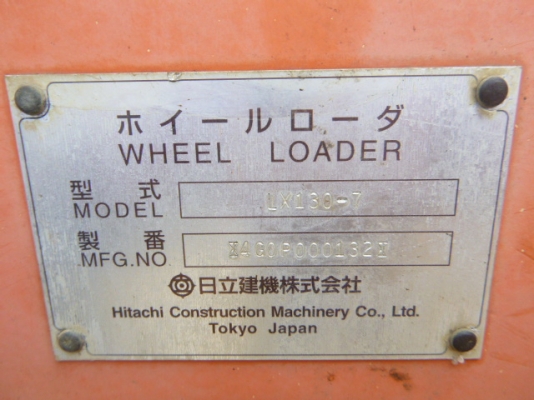 ホイールローダ
WHEEL LOADER
型式
MODEL LX130-7
製番
MFG.NO
日立建機株式会社
Hitachi Construction Machinery Co., Ltd.
Tokyo Japan